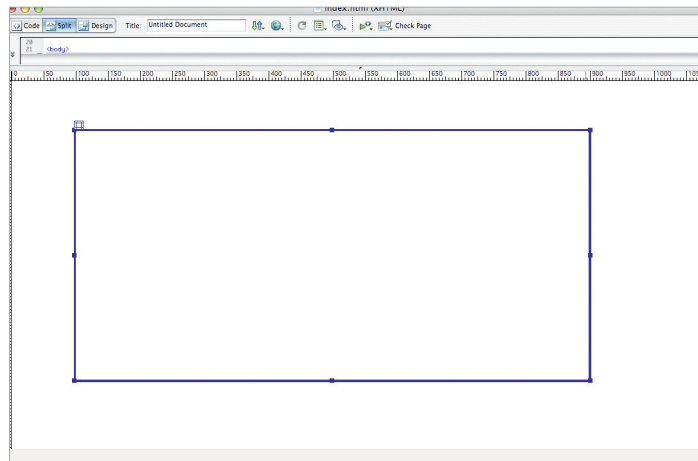 index.html (XHTML)*
Code Split Design Title: Untitled Document Check Page
20
21 <body>
0 50 100 150 200 250 300 350 400 450 500 550 600 650 700 750 800 850 900 950 1000 105